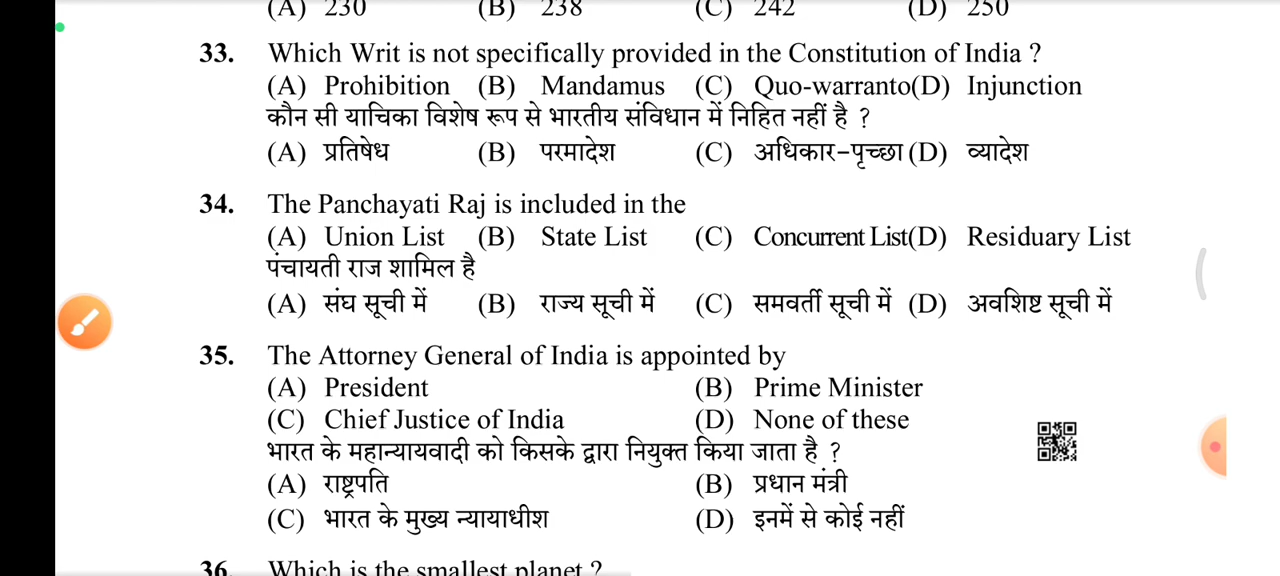 (A) 230 (B) 238 (C) 242 (D) 250
33. Which Writ is not specifically provided in the Constitution of India ?
(A) Prohibition (B) Mandamus (C) Quo-warranto(D) Injunction
कौन सी याचिका विशेष रूप से भारतीय संविधान में निहित नहीं है ?
(A) प्रतिषेध (B) परमादेश (C) अधिकार-पृच्छा (D) व्यादेश
34. The Panchayati Raj is included in the
(A) Union List (B) State List (C) Concurrent List(D) Residuary List
पंचायती राज शामिल है
(A) संघ सूची में (B) राज्य सूची में (C) समवर्ती सूची में (D) अवशिष्ट सूची में
35. The Attorney General of India is appointed by
(A) President (B) Prime Minister
(C) Chief Justice of India (D) None of these
भारत के महान्यायवादी को किसके द्वारा नियुक्त किया जाता है ?
(A) राष्ट्रपति (B) प्रधान मंत्री
(C) भारत के मुख्य न्यायाधीश (D) इनमें से कोई नहीं
36. Which is the smallest planet ?